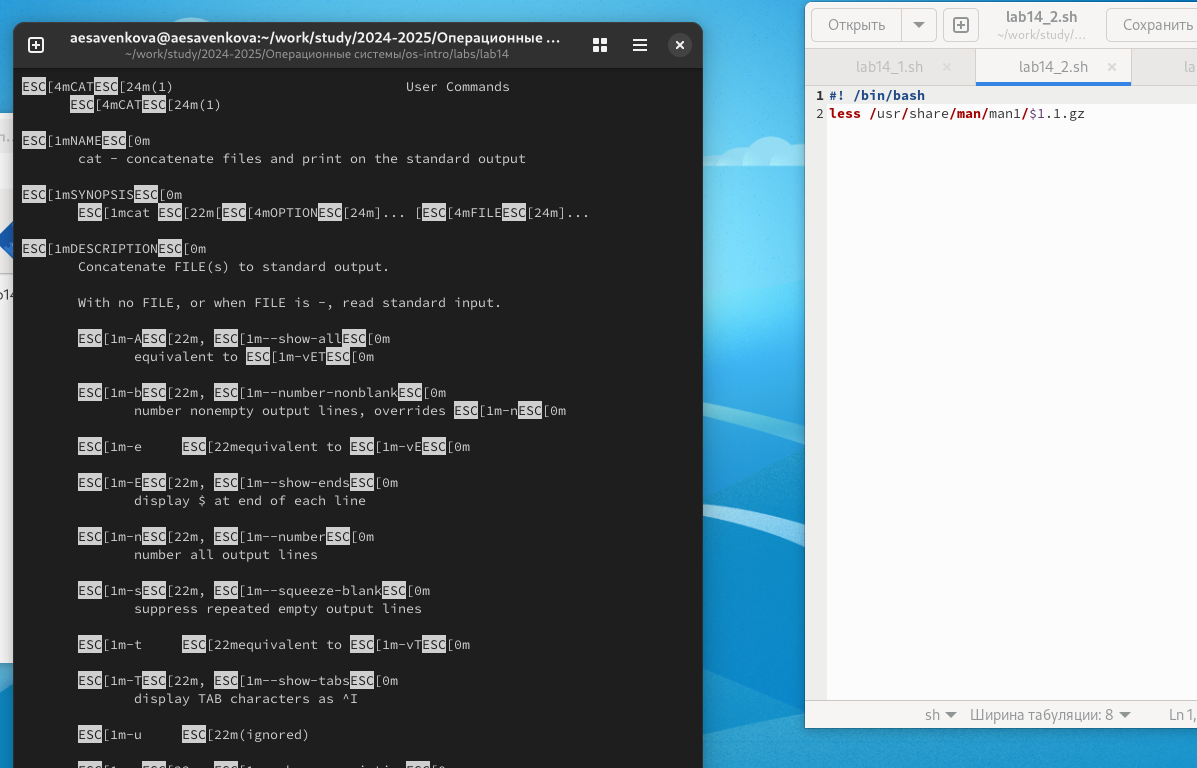 aesavenkova@aesavenkova:~/work/study/2024-2025/Операционные ...
~/work/study/2024-2025/Операционные системы/os-intro/labs/lab14
ESC[4mCATESC[24m(1) User Commands
ESC[4mCATESC[24m(1)
ESC[1mNAMEESC[0m
cat - concatenate files and print on the standard output
ESC[1mSYNOPSISESC[0m
ESC[1mcat ESC[22m[ESC[4mOPTIONESC[24m]... [ESC[4mFILEESC[24m]...
ESC[1mDESCRIPTIONESC[0m
Concatenate FILE(s) to standard output.
With no FILE, or when FILE is -, read standard input.
ESC[1m-AESC[22m, ESC[1m--show-allESC[0m
equivalent to ESC[1m-vETESC[0m
ESC[1m-bESC[22m, ESC[1m--number-nonblankESC[0m
number nonempty output lines, overrides ESC[1m-nESC[0m
ESC[1m-e ESC[22mequivalent to ESC[1m-vEESC[0m
ESC[1m-EESC[22m, ESC[1m--show-endsESC[0m
display $ at end of each line
ESC[1m-nESC[22m, ESC[1m--numberESC[0m
number all output lines
ESC[1m-sESC[22m, ESC[1m--squeeze-blankESC[0m
suppress repeated empty output lines
ESC[1m-t ESC[22mequivalent to ESC[1m-vTESC[0m
ESC[1m-TESC[22m, ESC[1m--show-tabsESC[0m
display TAB characters as ^I
ESC[1m-u ESC[22m(ignored)
Открыть
lab14_2.sh
~/work/study/...
Сохранить
lab14_1.sh × lab14_2.sh × la
1 #! /bin/bash
2 less /usr/share/man/man1/$1.1.gz
sh Ширина табуляции: 8 Ln 1,